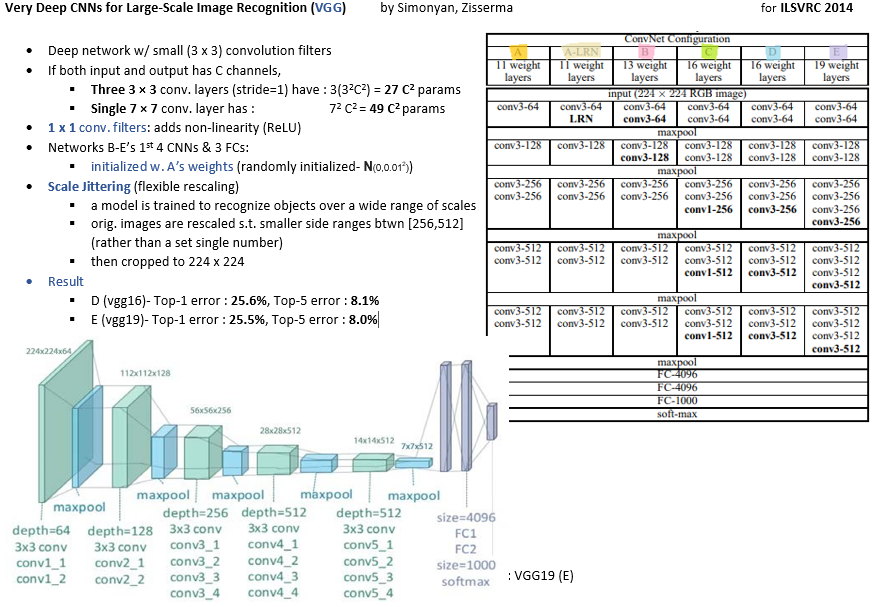 Very Deep CNNs for Large-Scale Image Recognition (VGG) by Simonyan, Zisserma for ILSVRC 2014
• Deep network w/ small (3 x 3) convolution filters
• If both input and output has C channels,
▪ Three 3 × 3 conv. layers (stride=1) have : 3(3²C²) = 27 C² params
▪ Single 7 × 7 conv. layer has : 7² C² = 49 C² params
• 1 x 1 conv. filters: adds non-linearity (ReLU)
• Networks B-E’s 1st 4 CNNs & 3 FCs:
▪ initialized w. A’s weights (randomly initialized- N(0,0.01²))
• Scale Jittering (flexible rescaling)
▪ a model is trained to recognize objects over a wide range of scales
▪ orig. images are rescaled s.t. smaller side ranges btwn [256,512]
(rather than a set single number)
▪ then cropped to 224 x 224
• Result
▪ D (vgg16)- Top-1 error : 25.6%, Top-5 error : 8.1%
▪ E (vgg19)- Top-1 error : 25.5%, Top-5 error : 8.0%
ConvNet Configuration
A A-LRN B C D E
11 weight 11 weight 13 weight 16 weight 16 weight 19 weight
layers layers layers layers layers layers
input (224 × 224 RGB image)
conv3-64 conv3-64 conv3-64 conv3-64 conv3-64 conv3-64
LRN conv3-64 conv3-64 conv3-64 conv3-64
maxpool
conv3-128 conv3-128 conv3-128 conv3-128 conv3-128 conv3-128
conv3-128 conv3-128 conv3-128 conv3-128
maxpool
conv3-256 conv3-256 conv3-256 conv3-256 conv3-256 conv3-256
conv3-256 conv3-256 conv3-256 conv3-256 conv3-256 conv3-256
conv1-256 conv3-256 conv3-256
conv3-256
maxpool
conv3-512 conv3-512 conv3-512 conv3-512 conv3-512 conv3-512
conv3-512 conv3-512 conv3-512 conv3-512 conv3-512 conv3-512
conv1-512 conv3-512 conv3-512
conv3-512
maxpool
conv3-512 conv3-512 conv3-512 conv3-512 conv3-512 conv3-512
conv3-512 conv3-512 conv3-512 conv3-512 conv3-512 conv3-512
conv1-512 conv3-512 conv3-512
conv3-512
maxpool
FC-4096
FC-4096
FC-1000
soft-max
224x224x64
112x112x128
56x56x256
28x28x512
14x14x512
7x7x512
maxpool maxpool maxpool maxpool maxpool
depth=64 depth=128 depth=256 depth=512 depth=512 size=4096
3x3 conv 3x3 conv 3x3 conv 3x3 conv 3x3 conv FC1
conv1_1 conv2_1 conv3_1 conv4_1 conv5_1 FC2
conv1_2 conv2_2 conv3_2 conv4_2 conv5_2 size=1000
conv3_3 conv4_3 conv5_3 softmax
conv3_4 conv4_4 conv5_4
: VGG19 (E)